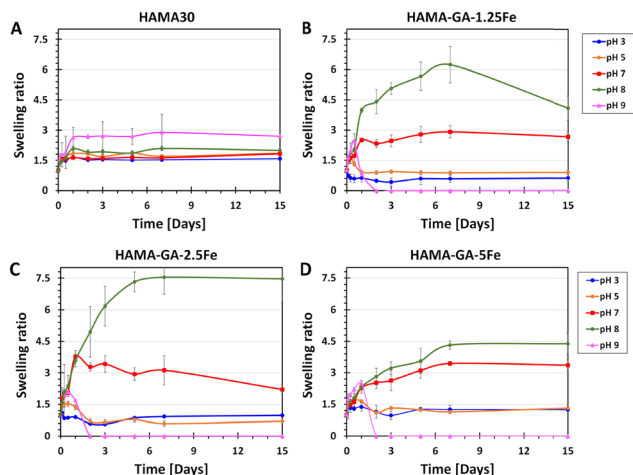 HAMA30
A
7.5
6
4.5
3
1.5
0
0 3 6 9 12 15
Swelling ratio
Time [Days]
HAMA-GA-1.25Fe
B
7.5
6
4.5
3
1.5
0
0 3 6 9 12 15
Swelling ratio
Time [Days]
pH 3
pH 5
pH 7
pH 8
pH 9
HAMA-GA-2.5Fe
C
7.5
6
4.5
3
1.5
0
0 3 6 9 12 15
Swelling ratio
Time [Days]
HAMA-GA-5Fe
D
7.5
6
4.5
3
1.5
0
0 3 6 9 12 15
Swelling ratio
Time [Days]
pH 3
pH 5
pH 7
pH 8
pH 9